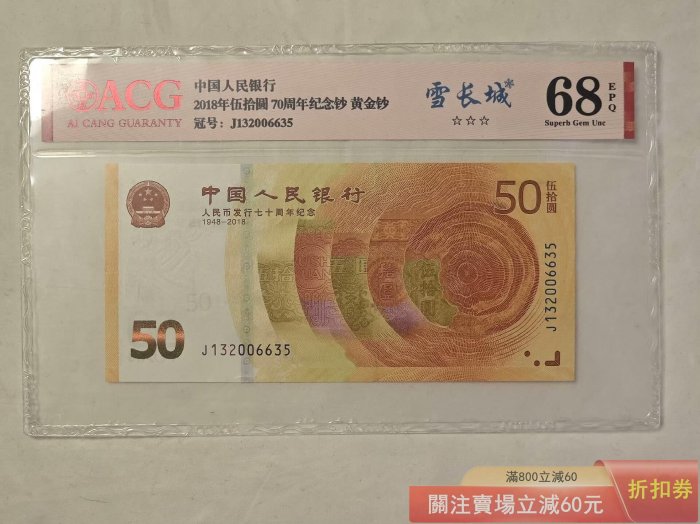 ACG
AI CANG GUARANTY
中国人民银行
2018年伍拾圆 70周年纪念钞 黄金钞
冠号：J132006635
雪长城*
☆☆☆
68 EPQ
Superb Gem Unc
中国人民银行
人民币发行七十周年纪念
1948-2018
50 伍拾圆
J132006635
50
J132006635
滿800立減60
關注賣場立減60元
折扣券